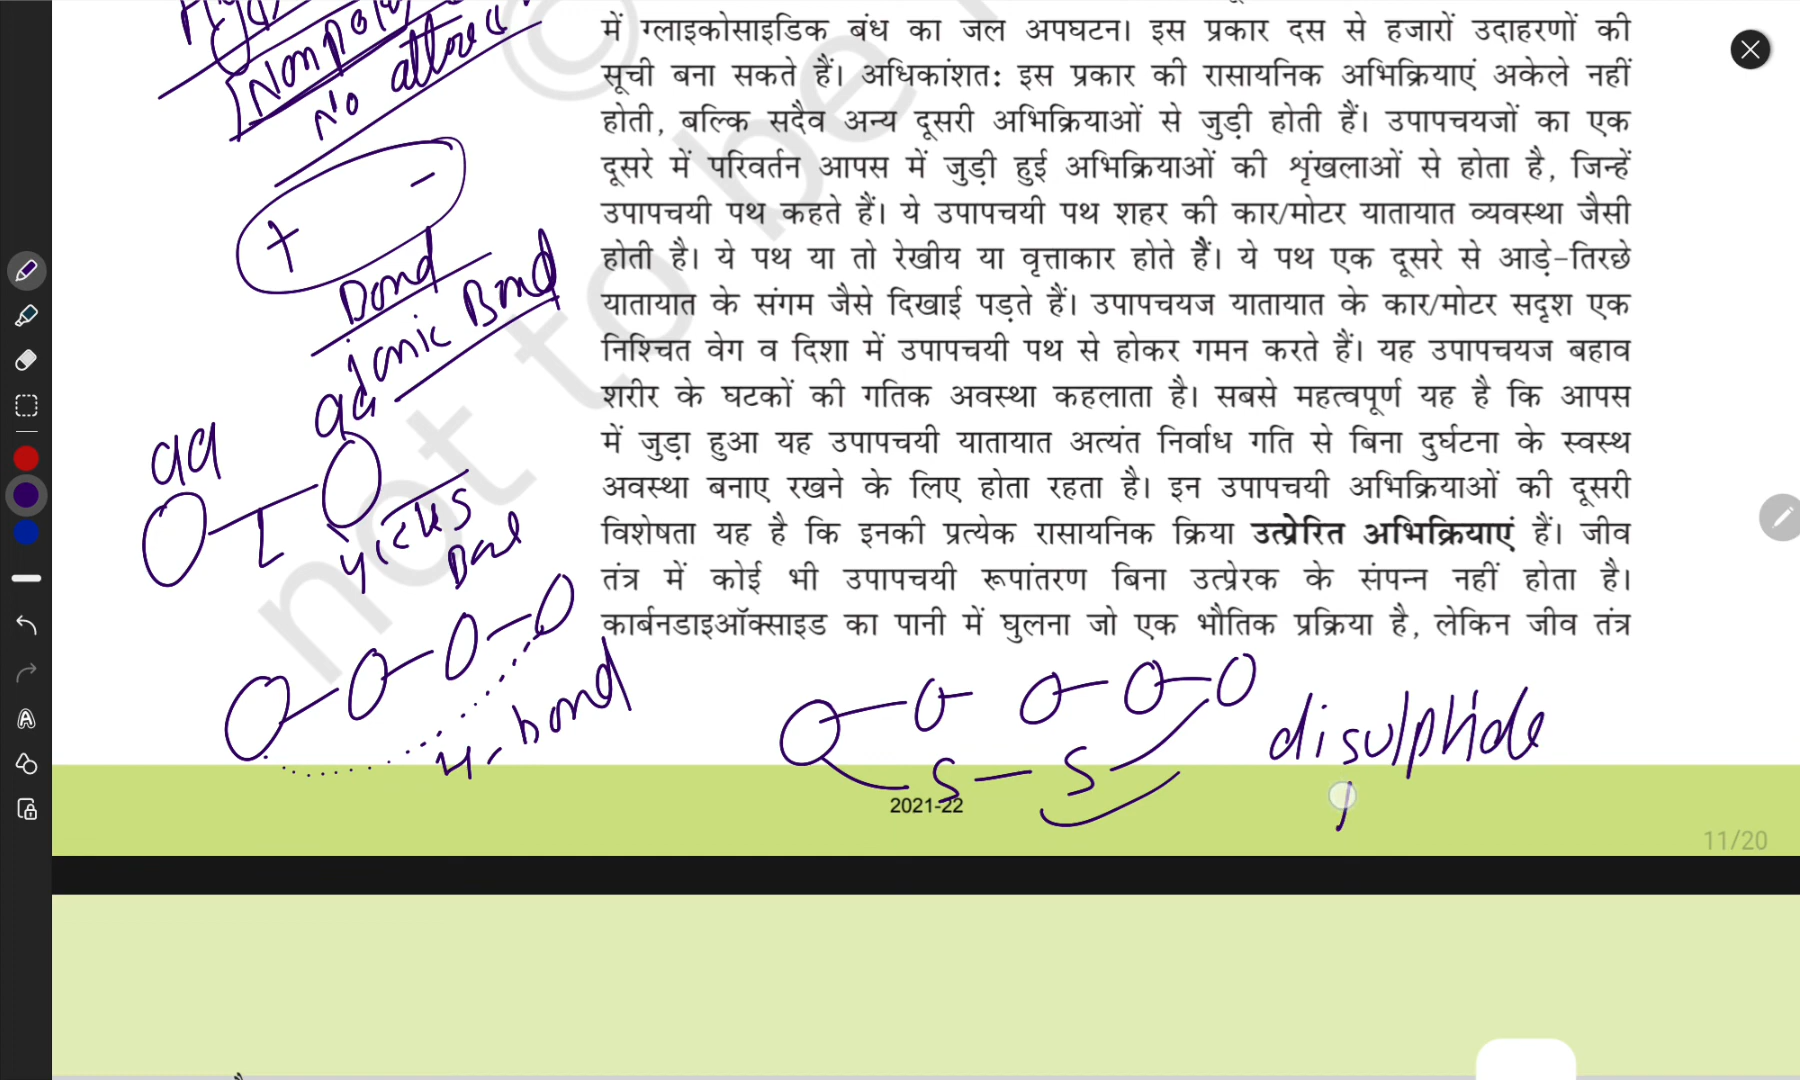 Nonpola
no attrac
में ग्लाइकोसाइडिक बंध का जल अपघटन। इस प्रकार दस से हजारों उदाहरणों की
सूची बना सकते हैं। अधिकांशत: इस प्रकार की रासायनिक अभिक्रियाएं अकेले नहीं
होती, बल्कि सदैव अन्य दूसरी अभिक्रियाओं से जुड़ी होती हैं। उपापचयजों का एक
दूसरे में परिवर्तन आपस में जुड़ी हुई अभिक्रियाओं की शृंखलाओं से होता है, जिन्हें
उपापचयी पथ कहते हैं। ये उपापचयी पथ शहर की कार/मोटर यातायात व्यवस्था जैसी
होती है। ये पथ या तो रेखीय या वृत्ताकार होते हैं। ये पथ एक दूसरे से आड़े-तिरछे
यातायात के संगम जैसे दिखाई पड़ते हैं। उपापचयज यातायात के कार/मोटर सदृश एक
निश्चित वेग व दिशा में उपापचयी पथ से होकर गमन करते हैं। यह उपापचयज बहाव
शरीर के घटकों की गतिक अवस्था कहलाता है। सबसे महत्वपूर्ण यह है कि आपस
में जुड़ा हुआ यह उपापचयी यातायात अत्यंत निर्वाध गति से बिना दुर्घटना के स्वस्थ
अवस्था बनाए रखने के लिए होता रहता है। इन उपापचयी अभिक्रियाओं की दूसरी
विशेषता यह है कि इनकी प्रत्येक रासायनिक क्रिया उत्प्रेरित अभिक्रियाएं हैं। जीव
तंत्र में कोई भी उपापचयी रूपांतरण बिना उत्प्रेरक के संपन्न नहीं होता है।
कार्बनडाइऑक्साइड का पानी में घुलना जो एक भौतिक प्रक्रिया है, लेकिन जीव तंत्र
+ -
Bond
ionic Bond
aa
aa
H-bond
S S
disulphide
2021-22
11/20